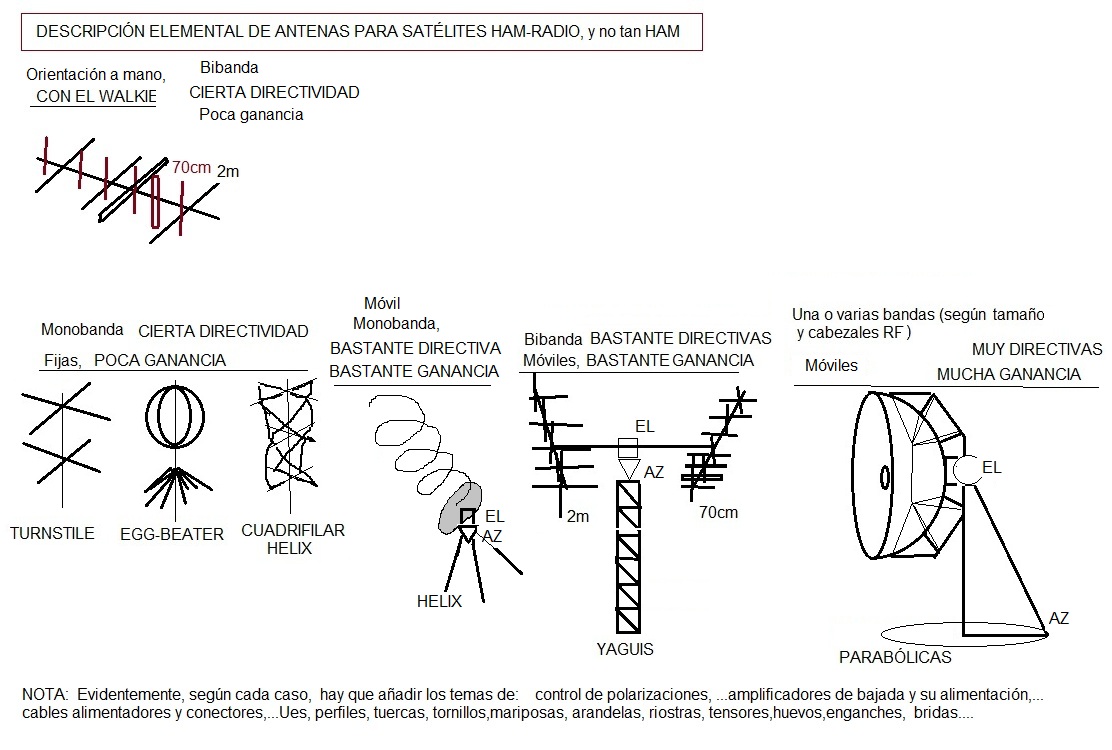 DESCRIPCIÓN ELEMENTAL DE ANTENAS PARA SATÉLITES HAM-RADIO, y no tan HAM
Orientación a mano,
CON EL WALKIE
Bibanda
CIERTA DIRECTIVIDAD
Poca ganancia
70cm 2m
Monobanda CIERTA DIRECTIVIDAD
Fijas, POCA GANANCIA
TURNSTILE
EGG-BEATER
CUADRIFILAR
HELIX
Móvil
Monobanda,
BASTANTE DIRECTIVA
BASTANTE GANANCIA
EL
AZ
HELIX
Bibanda BASTANTE DIRECTIVAS
Móviles, BASTANTE GANANCIA
EL
AZ
2m
70cm
YAGUIS
Una o varias bandas (según tamaño
y cabezales RF)
MUY DIRECTIVAS
Móviles
MUCHA GANANCIA
EL
AZ
PARABÓLICAS
NOTA: Evidentemente, según cada caso, hay que añadir los temas de: control de polarizaciones, ...amplificadores de bajada y su alimentación,...
cables alimentadores y conectores,...Ues, perfiles, tuercas, tornillos,mariposas, arandelas, riostras, tensores,huevos,enganches, bridas....